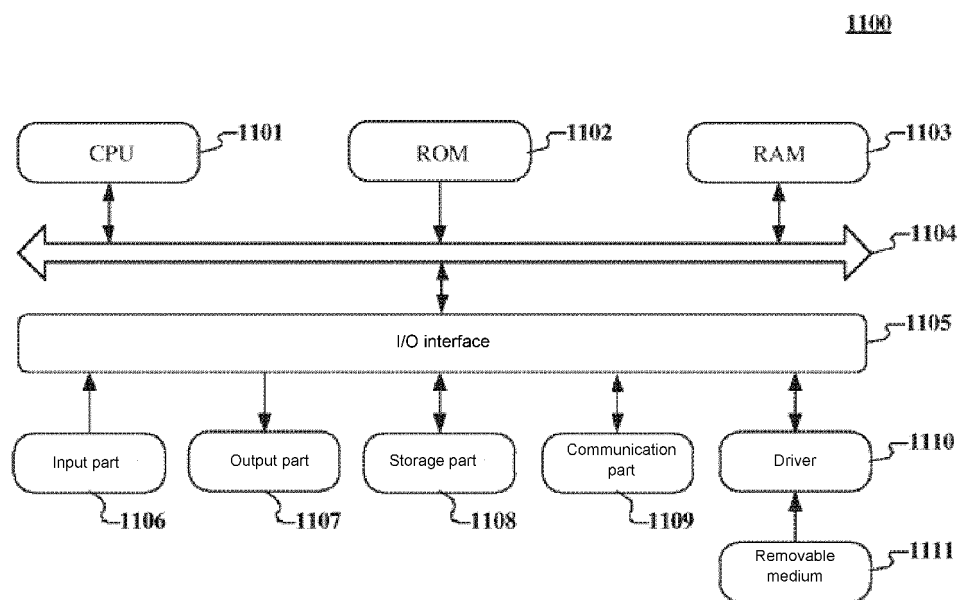 1100
CPU
1101
ROM
1102
RAM
1103
1104
I/O interface
1105
Input part
1106
Output part
1107
Storage part
1108
Communication
part
1109
Driver
1110
Removable
medium
1111